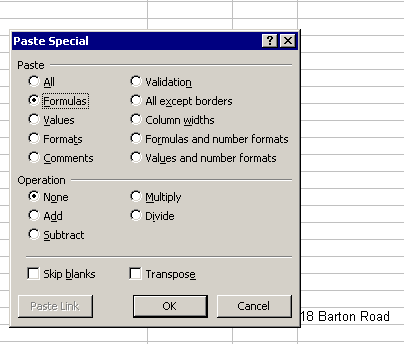 Paste Special
Paste
All
Validation
Formulas
All except borders
Values
Column widths
Formats
Formulas and number formats
Comments
Values and number formats
Operation
None
Multiply
Add
Divide
Subtract
Skip blanks
Transpose
Paste Link
OK
Cancel
18 Barton Road